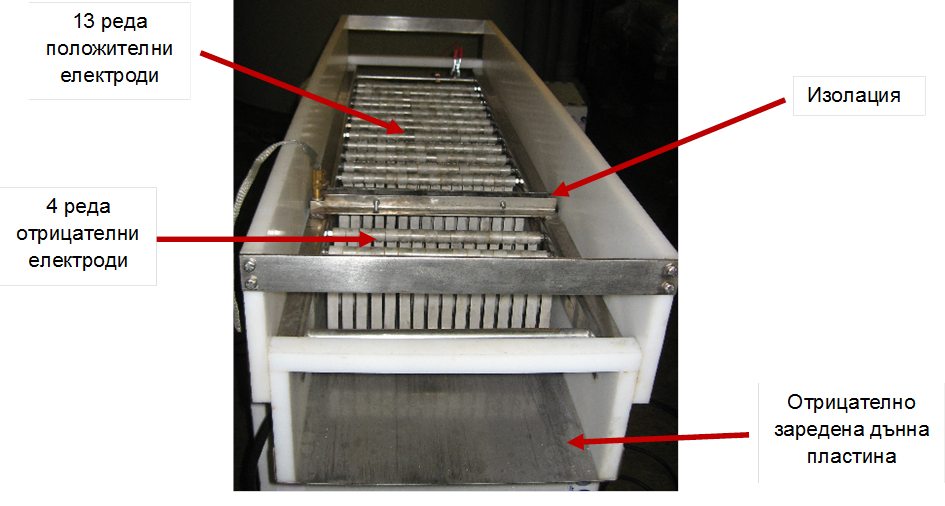 13 реда
положителни
електроди
Изолация
4 реда
отрицателни
електроди
Отрицателно
заредена дънна
пластина